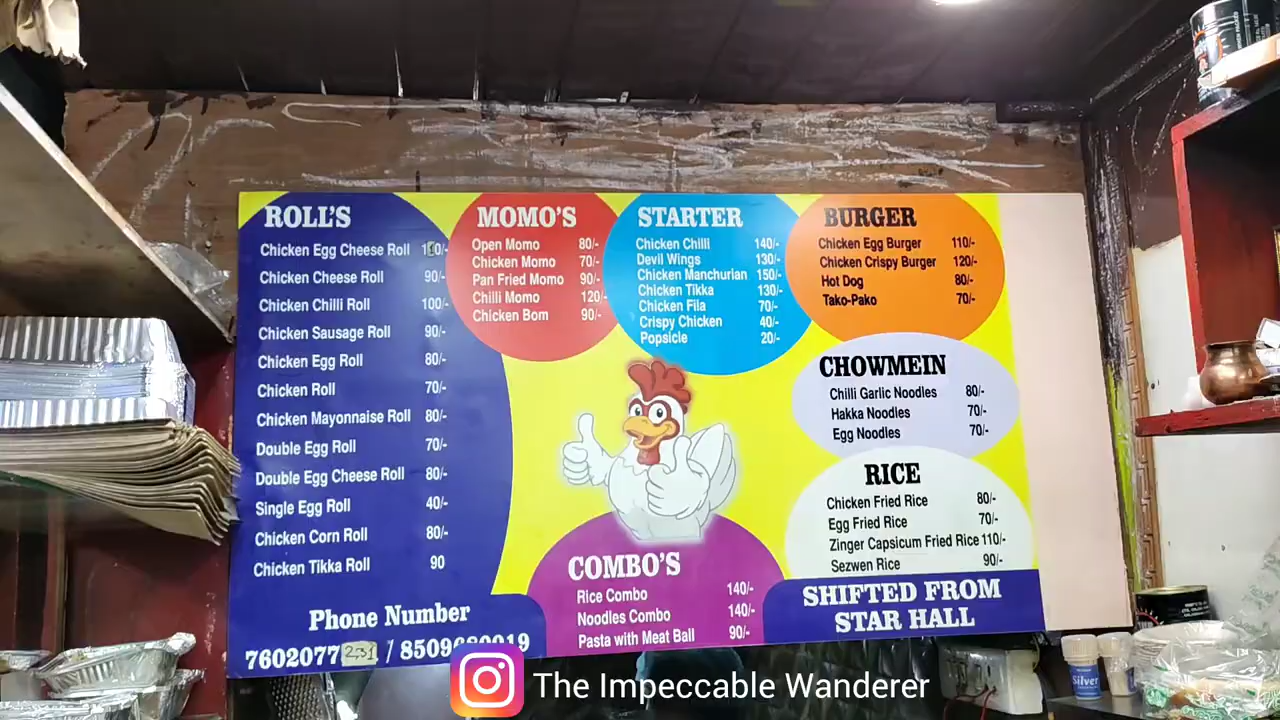 ROLL'S
Chicken Egg Cheese Roll 110/-
Chicken Cheese Roll 90/-
Chicken Chilli Roll 100/-
Chicken Sausage Roll 90/-
Chicken Egg Roll 80/-
Chicken Roll 70/-
Chicken Mayonnaise Roll 80/-
Double Egg Roll 70/-
Double Egg Cheese Roll 80/-
Single Egg Roll 40/-
Chicken Corn Roll 80/-
Chicken Tikka Roll 90
Phone Number
7602077231 /
MOMO'S
Open Momo 80/-
Chicken Momo 70/-
Pan Fried Momo 90/-
Chilli Momo 120/-
Chicken Bom 90/-
STARTER
Chicken Chilli 140/-
Devil Wings 130/-
Chicken Manchurian 150/-
Chicken Tikka 130/-
Chicken Fila 70/-
Crispy Chicken 40/-
Popsicle 20/-
BURGER
Chicken Egg Burger 110/-
Chicken Crispy Burger 120/-
Hot Dog 80/-
Tako-Pako 70/-
CHOWMEIN
Chilli Garlic Noodles 80/-
Hakka Noodles 70/-
Egg Noodles 70/-
RICE
Chicken Fried Rice 80/-
Egg Fried Rice 70/-
Zinger Capsicum Fried Rice 110/-
Sezwen Rice 90/-
COMBO'S
Rice Combo 140/-
Noodles Combo 140/-
Pasta with Meat Ball 90/-
SHIFTED FROM
STAR HALL
Silver
The Impeccable Wanderer